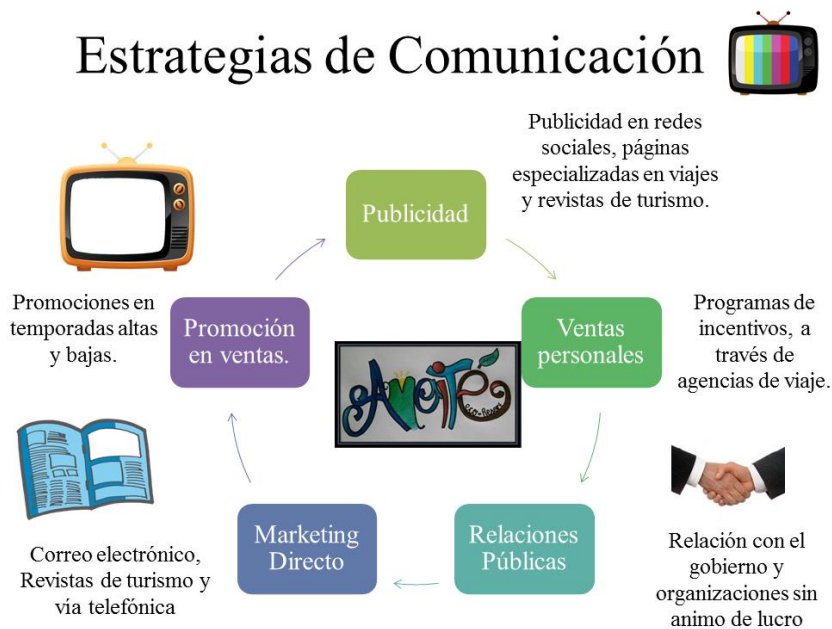 Estrategias de Comunicación
Publicidad en redes
sociales, páginas
especializadas en viajes
y revistas de turismo.
Publicidad
Promociones en
temporadas altas
y bajas.
Promoción
en ventas.
Ventas
personales
Programas de
incentivos, a
través de
agencias de viaje.
eco-Resort
Marketing
Directo
Relaciones
Públicas
Correo electrónico,
Revistas de turismo y
vía telefónica
Relación con el
gobierno y
organizaciones sin
animo de lucro